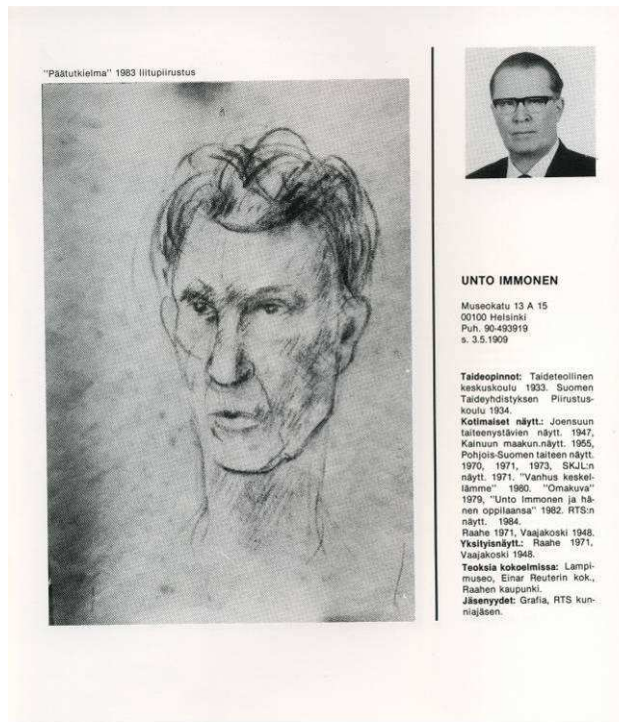 "Päätutkielma" 1983 liitupiirustus
UNTO IMMONEN
Museokatu 13 A 15
00100 Helsinki
Puh. 90-493919
s. 3.5.1909
Taideopinnot: Taideteollinen
keskuskoulu 1933. Suomen
Taideyhdistyksen Piirustus-
koulu 1934.
Kotimaiset näytt.: Joensuun
taiteenystävien näytt. 1947,
Kainuun maakun.näytt. 1955,
Pohjois-Suomen taiteen näytt.
1970, 1971, 1973, SKJL:n
näytt. 1971. "Vanhus keskel-
lämme" 1980. "Omakuva"
1979, "Unto Immonen ja hä-
nen oppilaansa" 1982. RTS:n
näytt. 1984.
Raahe 1971, Vaajakoski 1948.
Yksityisnäytt.: Raahe 1971,
Vaajakoski 1948.
Teoksia kokoelmissa: Lampi-
museo, Einar Reuterin kok.,
Raahen kaupunki.
Jäsenyydet: Grafia, RTS kun-
niajäsen.